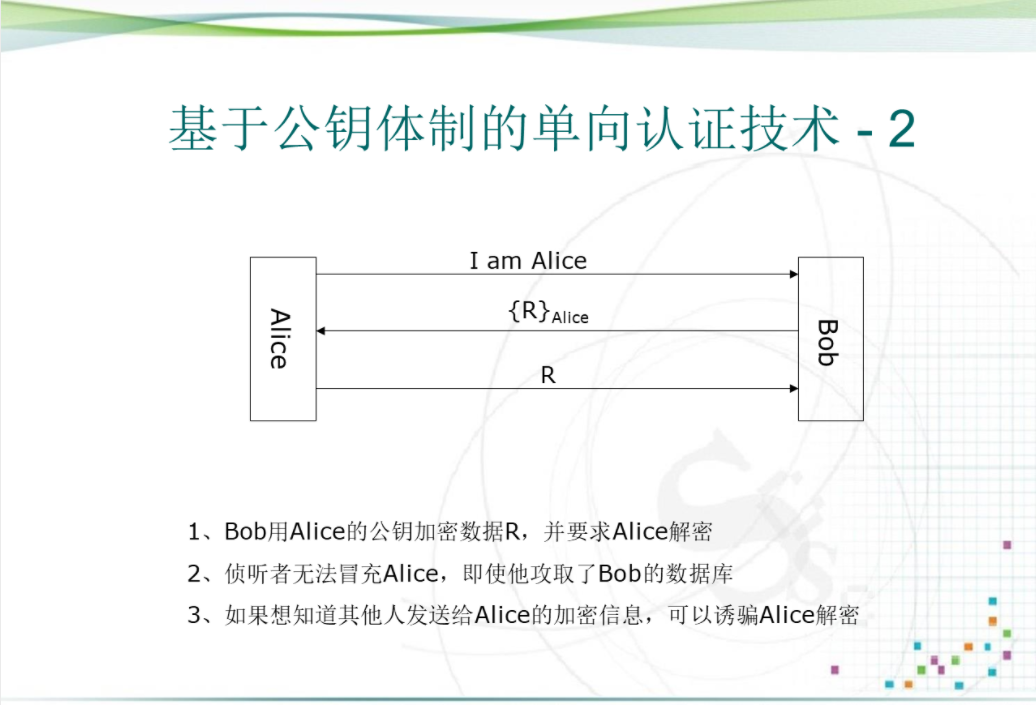 基于公钥体制的单向认证技术 - 2
I am Alice
{R}Alice
R
Alice
Bob
1、Bob用Alice的公钥加密数据R，并要求Alice解密
2、侦听者无法冒充Alice，即使他攻取了Bob的数据库
3、如果想知道其他人发送给Alice的加密信息，可以诱骗Alice解密